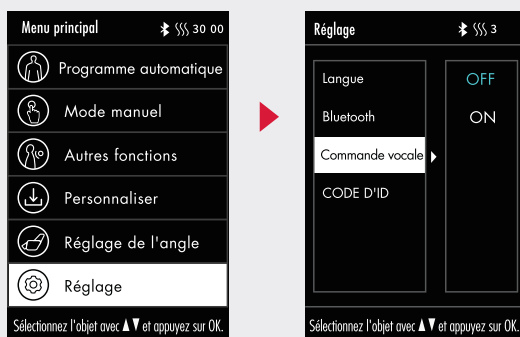 Menu principal 30 00
Programme automatique
Mode manuel
Autres fonctions
Personnaliser
Réglage de l'angle
Réglage
Sélectionnez l'objet avec ▲▼ et appuyez sur OK.
Réglage 3
Langue OFF
Bluetooth ON
Commande vocale
CODE D'ID
Sélectionnez l'objet avec ▲▼ et appuyez sur OK.